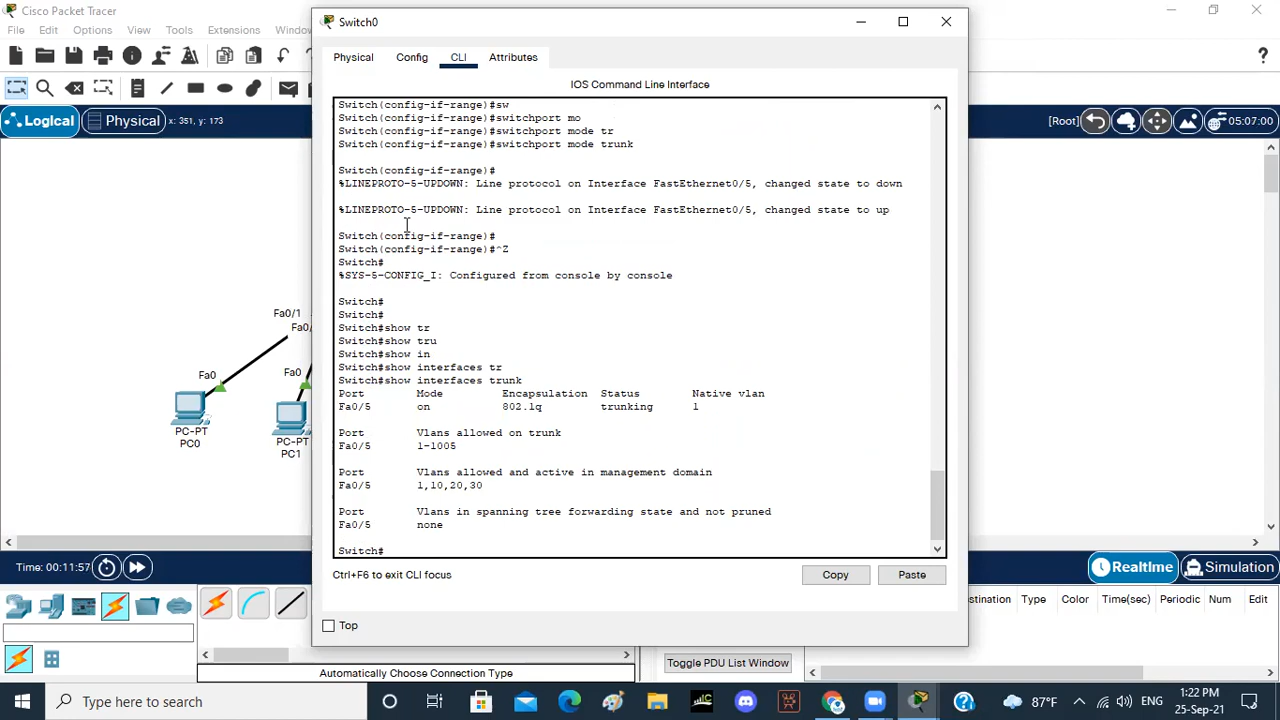 Cisco Packet Tracer
File Edit View Options Tools Extensions Window
Switch0
Physical Config CLI Attributes
IOS Command Line Interface
Logical Physical x: 351, y: 173
[Root] 05:07:00
Switch(config-if-range)#sw
Switch(config-if-range)#switchport mo
Switch(config-if-range)#switchport mode tr
Switch(config-if-range)#switchport mode trunk
Switch(config-if-range)#
%LINEPROTO-5-UPDOWN: Line protocol on Interface FastEthernet0/5, changed state to down
%LINEPROTO-5-UPDOWN: Line protocol on Interface FastEthernet0/5, changed state to up
Switch(config-if-range)#
Switch(config-if-range)#^Z
Switch#
%SYS-5-CONFIG_I: Configured from console by console
Switch#
Switch#
Switch#show tr
Switch#show tru
Switch#show in
Switch#show interfaces tr
Switch#show interfaces trunk
Port Mode Encapsulation Status Native vlan
Fa0/5 on 802.1q trunking 1
Port Vlans allowed on trunk
Fa0/5 1-1005
Port Vlans allowed and active in management domain
Fa0/5 1,10,20,30
Port Vlans in spanning tree forwarding state and not pruned
Fa0/5 none
Switch#
Fa0/1
Fa0/
Fa0
Fa0
PC-PT
PC0
PC-PT
PC1
Ctrl+F6 to exit CLI focus Copy Paste
Top
Time: 00:11:57
Realtime Simulation
Type Color Time(sec) Periodic Num Edit
Automatically Choose Connection Type
Toggle PDU List Window
Type here to search
87°F ENG
1:22 PM
25-Sep-21